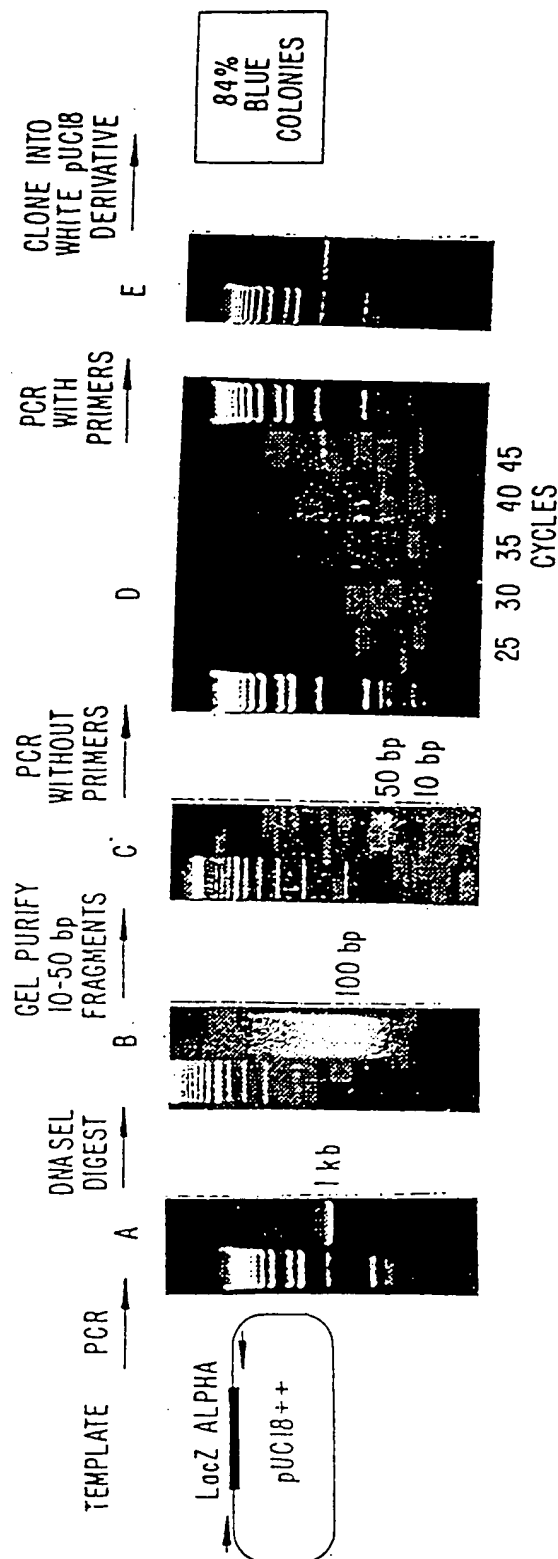 TEMPLATE
PCR
LacZ ALPHA
pUC18++
A
1 kb
DNASEL
DIGEST
B
100 bp
GEL PURIFY
10-50 bp
FRAGMENTS
C
50 bp
10 bp
PCR
WITHOUT
PRIMERS
D
25 30 35 40 45
CYCLES
PCR
WITH
PRIMERS
E
CLONE INTO
WHITE pUC18
DERIVATIVE
84%
BLUE
COLONIES